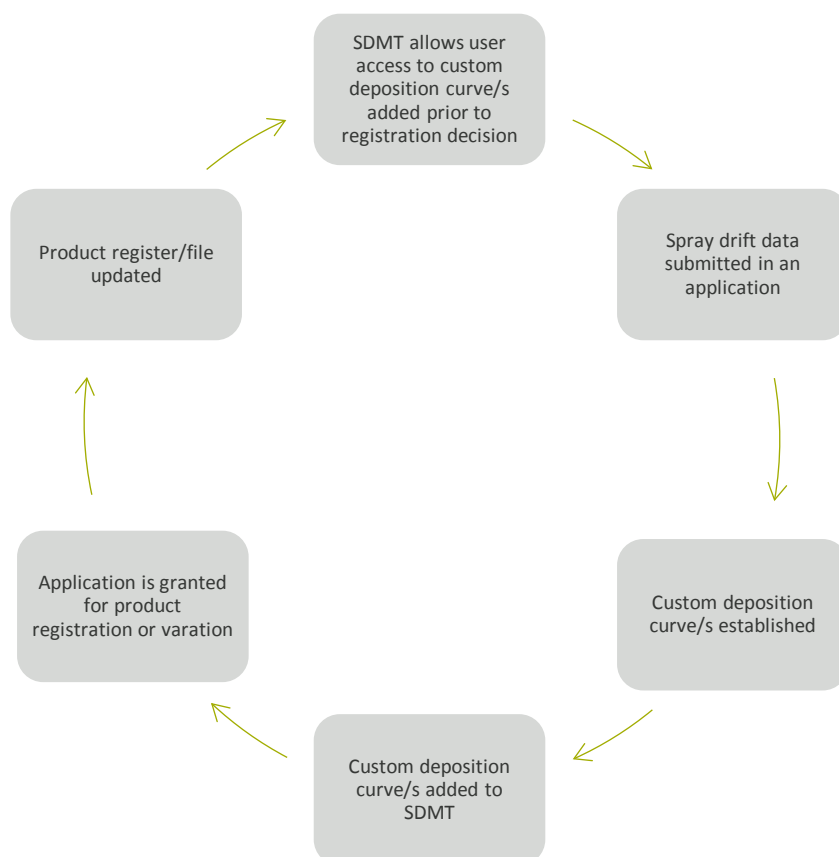 SDMT allows user
access to custom
deposition curve/s
added prior to
registration decision
Spray drift data
submitted in an
application
Custom deposition
curve/s established
Custom deposition
curve/s added to
SDMT
Application is granted
for product
registration or varation
Product register/file
updated